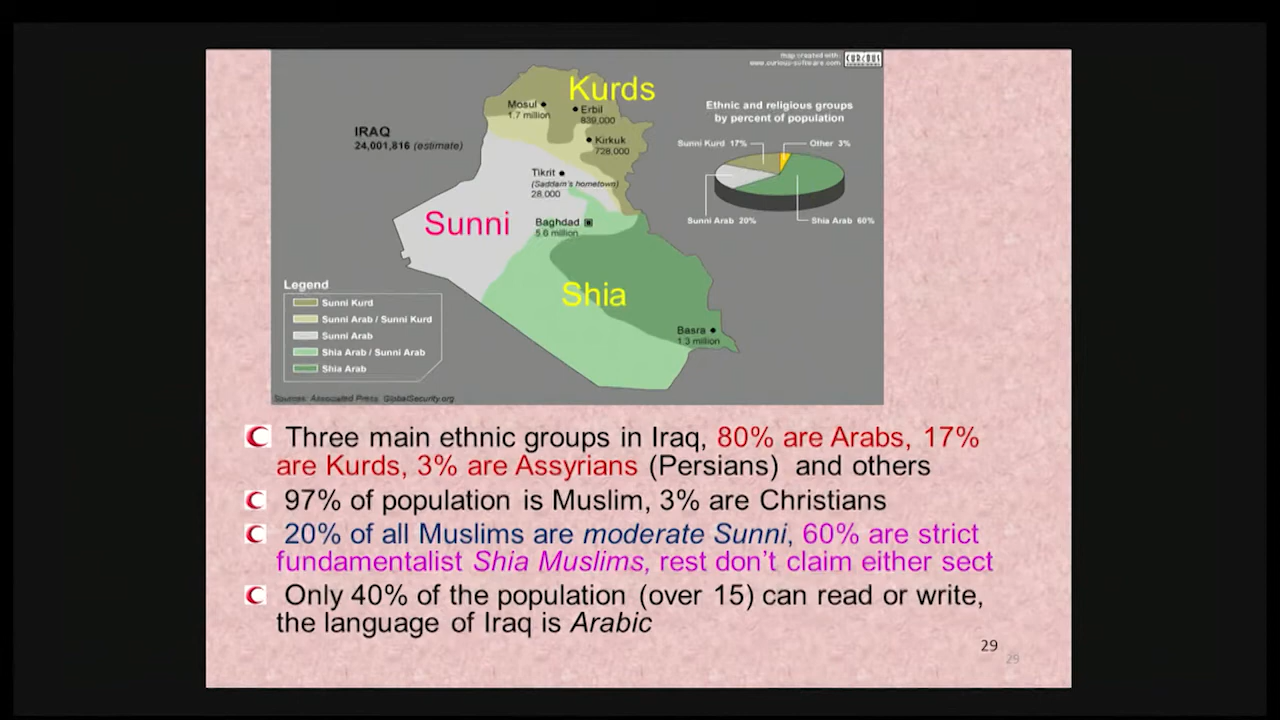 map created with
www.curious-software.com
CURIOUS
Kurds
Mosul
1.7 million
Erbil
839,000
Kirkuk
728,000
Ethnic and religious groups
by percent of population
IRAQ
24,001,816 (estimate)
Sunni Kurd 17%
Other 3%
Tikrit
(Saddam's hometown)
28,000
Sunni
Baghdad
5.6 million
Sunni Arab 20%
Shia Arab 60%
Shia
Basra
1.3 million
Legend
Sunni Kurd
Sunni Arab / Sunni Kurd
Sunni Arab
Shia Arab / Sunni Arab
Shia Arab
Sources: Associated Press, GlobalSecurity.org
Three main ethnic groups in Iraq, 80% are Arabs, 17%
are Kurds, 3% are Assyrians (Persians) and others
97% of population is Muslim, 3% are Christians
20% of all Muslims are moderate Sunni, 60% are strict
fundamentalist Shia Muslims, rest don't claim either sect
Only 40% of the population (over 15) can read or write,
the language of Iraq is Arabic
29
29